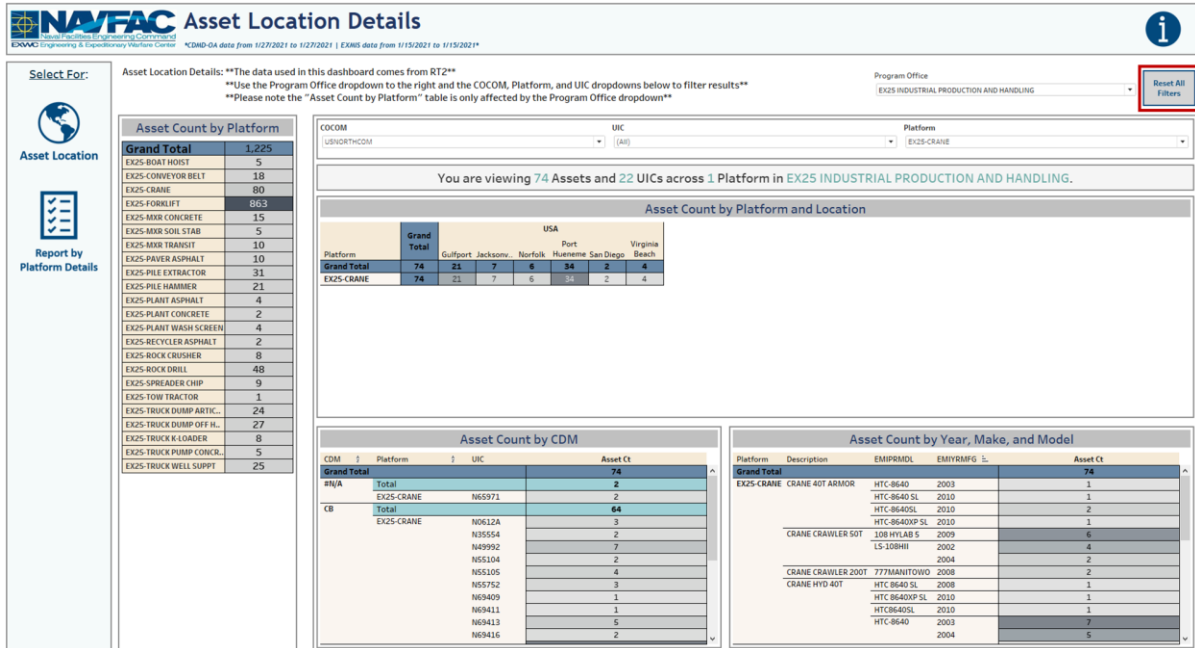 NAVFAC
Naval Facilities Engineering Command
EXWC Engineering & Expeditionary Warfare Center
Asset Location Details
*CDMD-OA data from 1/27/2021 to 1/27/2021 | EXMIS data from 1/15/2021 to 1/15/2021*
i
Select For:
Asset Location
Report by
Platform Details
Asset Location Details: **The data used in this dashboard comes from RT2**
**Use the Program Office dropdown to the right and the COCOM, Platform, and UIC dropdowns below to filter results**
**Please note the "Asset Count by Platform" table is only affected by the Program Office dropdown**
Program Office
EX25 INDUSTRIAL PRODUCTION AND HANDLING
Reset All
Filters
Asset Count by Platform
Grand Total 1,225
EX25-BOAT HOIST 5
EX25-CONVEYOR BELT 18
EX25-CRANE 80
EX25-FORKLIFT 863
EX25-MXR CONCRETE 15
EX25-MXR SOIL STAB 5
EX25-MXR TRANSIT 10
EX25-PAVER ASPHALT 10
EX25-PILE EXTRACTOR 31
EX25-PILE HAMMER 21
EX25-PLANT ASPHALT 4
EX25-PLANT CONCRETE 2
EX25-PLANT WASH SCREEN 4
EX25-RECYCLER ASPHALT 2
EX25-ROCK CRUSHER 8
EX25-ROCK DRILL 48
EX25-SPREADER CHIP 9
EX25-TOW TRACTOR 1
EX25-TRUCK DUMP ARTIC.. 24
EX25-TRUCK DUMP OFF H.. 27
EX25-TRUCK K-LOADER 8
EX25-TRUCK PUMP CONCR.. 5
EX25-TRUCK WELL SUPPT 25
COCOM UIC Platform
USNORTHCOM (All) EX25-CRANE
You are viewing 74 Assets and 22 UICs across 1 Platform in EX25 INDUSTRIAL PRODUCTION AND HANDLING.
Asset Count by Platform and Location
USA
Platform Grand Total Gulfport Jacksonv.. Norfolk Port Hueneme San Diego Virginia Beach
Grand Total 74 21 7 6 34 2 4
EX25-CRANE 74 21 7 6 34 2 4
Asset Count by CDM
CDM Platform UIC Asset Ct
Grand Total 74
#N/A Total 2
EX25-CRANE N65971 2
CB Total 64
EX25-CRANE N0612A 3
N35554 2
N49992 7
N55104 2
N55105 4
N55752 3
N69409 1
N69411 1
N69413 5
N69416 2
Asset Count by Year, Make, and Model
Platform Description EMIPRMDL EMIYRMFG Asset Ct
Grand Total 74
EX25-CRANE CRANE 40T ARMOR HTC-8640 2003 1
HTC-8640 SL 2010 1
HTC-8640SL 2010 2
HTC-8640XP SL 2010 1
CRANE CRAWLER 50T 108 HYLAB 5 2009 6
LS-108HII 2002 4
2004 2
CRANE CRAWLER 200T 777MANITOWO 2008 2
CRANE HYD 40T HTC 8640 SL 2008 1
HTC 8640XP SL 2010 1
HTC8640SL 2010 1
HTC-8640 2003 7
2004 5